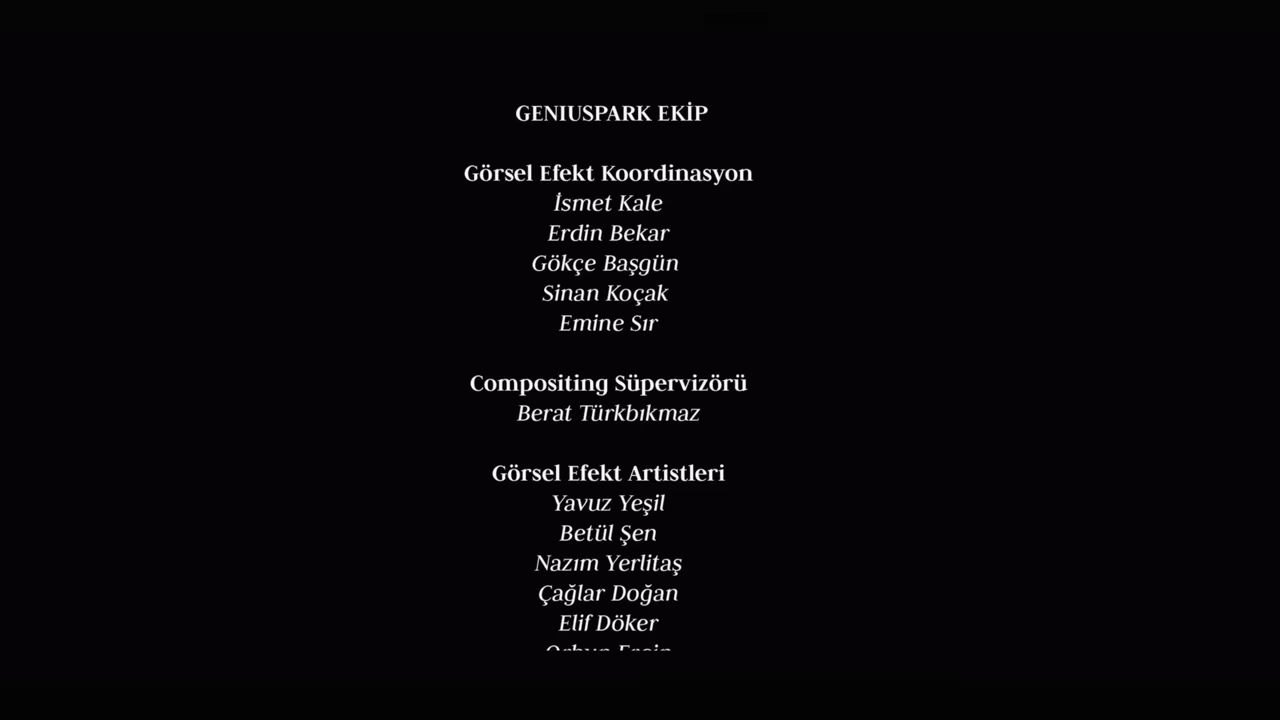 GENIUSPARK EKİP
Görsel Efekt Koordinasyon
İsmet Kale
Erdin Bekar
Gökçe Başgün
Sinan Koçak
Emine Sır
Compositing Süpervizörü
Berat Türkbıkmaz
Görsel Efekt Artistleri
Yavuz Yeşil
Betül Şen
Nazım Yerlitaş
Çağlar Doğan
Elif Döker